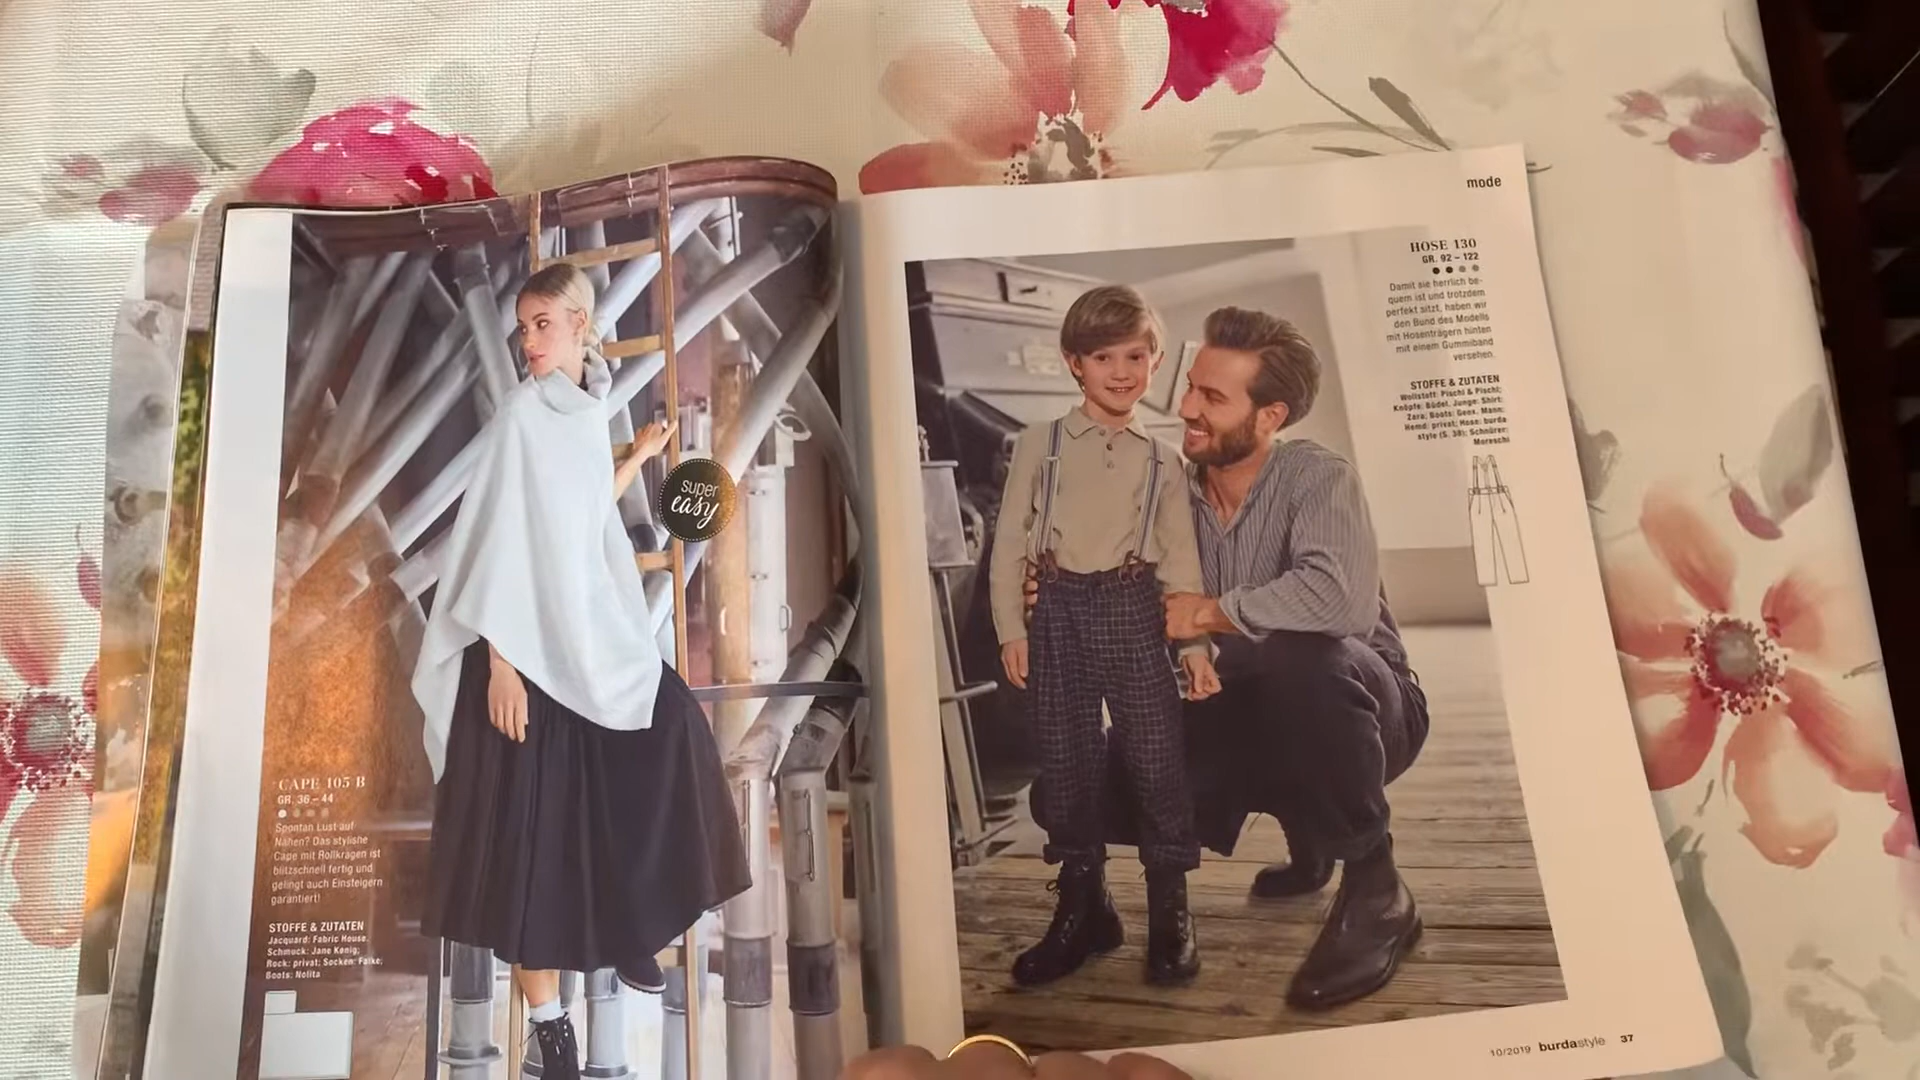 super
easy
CAPE 105 B
GR. 36 – 44
Spontan Lust auf
Nähen? Das stylishe
Cape mit Rollkragen ist
blitzschnell fertig und
gelingt auch Einsteigern
garantiert!
STOFFE & ZUTATEN
Jacquard: Fabric House.
Schmuck: Jane Kønig;
Rock: privat; Socken: Falke;
Boots: Nolita
mode
HOSE 130
GR. 92 – 122
Damit sie herrlich be-
quem ist und trotzdem
perfekt sitzt, haben wir
den Bund des Modells
mit Hosenträgern hinten
mit einem Gummiband
versehen.
STOFFE & ZUTATEN
Wollstoff: Pischl & Pischl;
Knöpfe: Büdel. Junge: Shirt:
Zara; Boots: Geox. Mann:
Hemd: privat; Hose: burda
style (S. 38); Schnürer:
Moreschi
10/2019 burdastyle 37